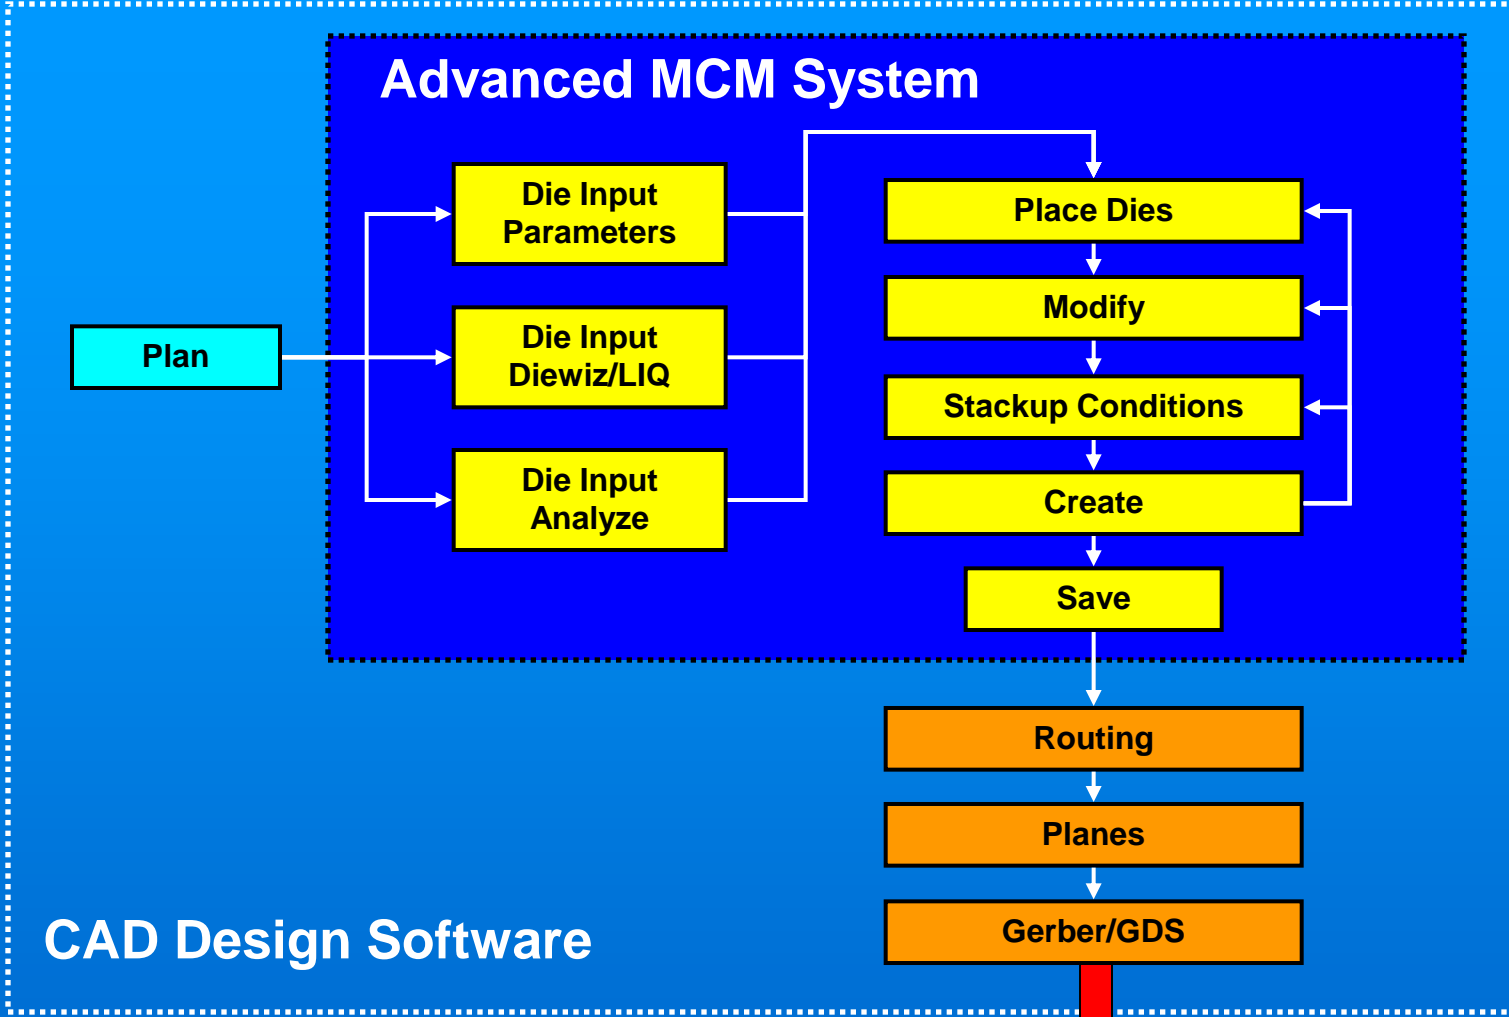 Advanced MCM System
Plan
Die Input
Parameters
Die Input
Diewiz/LIQ
Die Input
Analyze
Place Dies
Modify
Stackup Conditions
Create
Save
Routing
Planes
Gerber/GDS
CAD Design Software